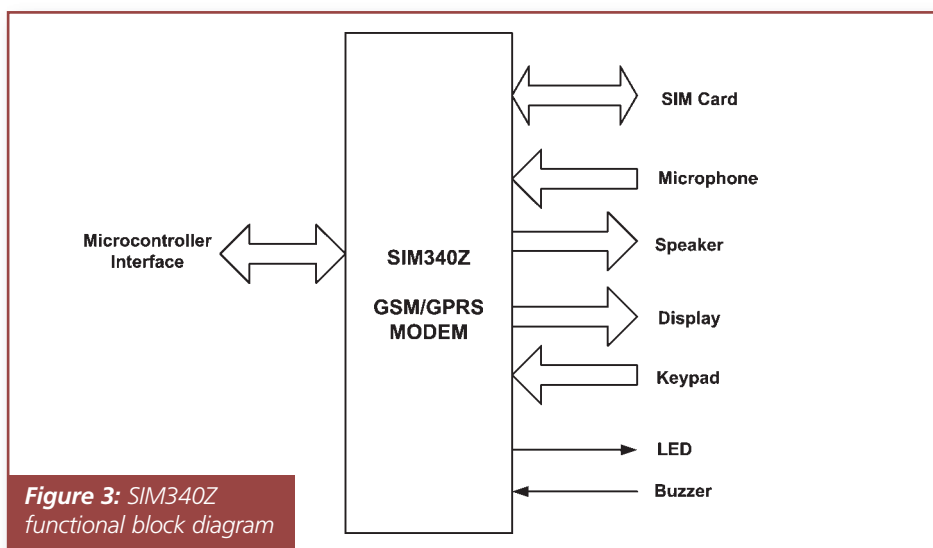 SIM Card
Microphone
Microcontroller
Interface
Speaker
SIM340Z
GSM/GPRS
MODEM
Display
Keypad
LED
Buzzer
Figure 3: SIM340Z
functional block diagram